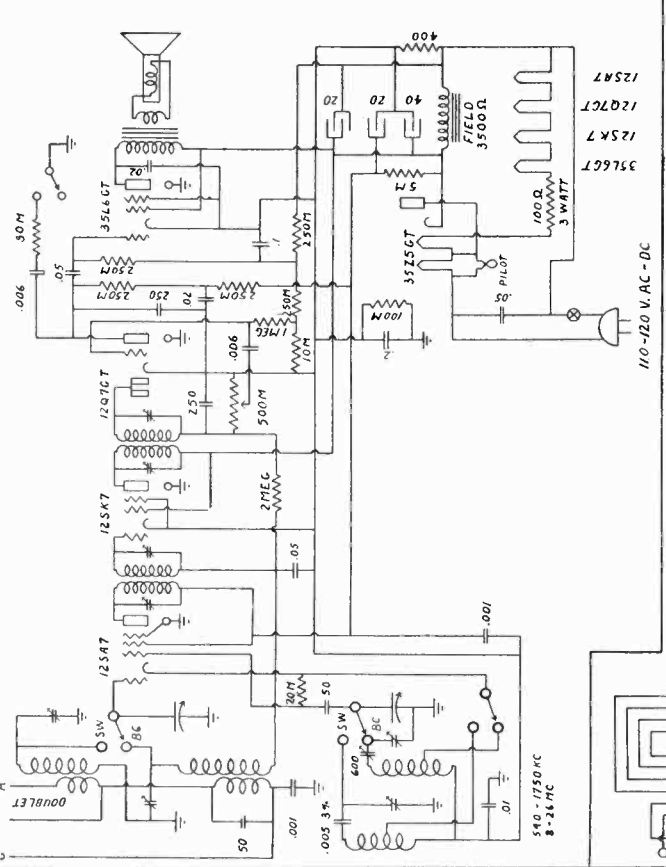 400
20
20
40
FIELD
3500Ω
12SA7
12Q7GT
12SK7
35L6GT
100Ω
3 WATT
5M
35Z5GT
PILOT
.05
110-120 V. AC-DC
.02
35L6GT
30M
.006
.05
250M
250M
250
.02
250M
.1
250M
250M
1MEG
10M
.006
500M
250
100M
.2
12Q7GT
12SK7
2MEG
.05
12SA7
20M
50
.001
SW
BC
SW
BC
600
DOUBLET
50
.001
.005 3%
.01
540-1750 KC
8-26 MC